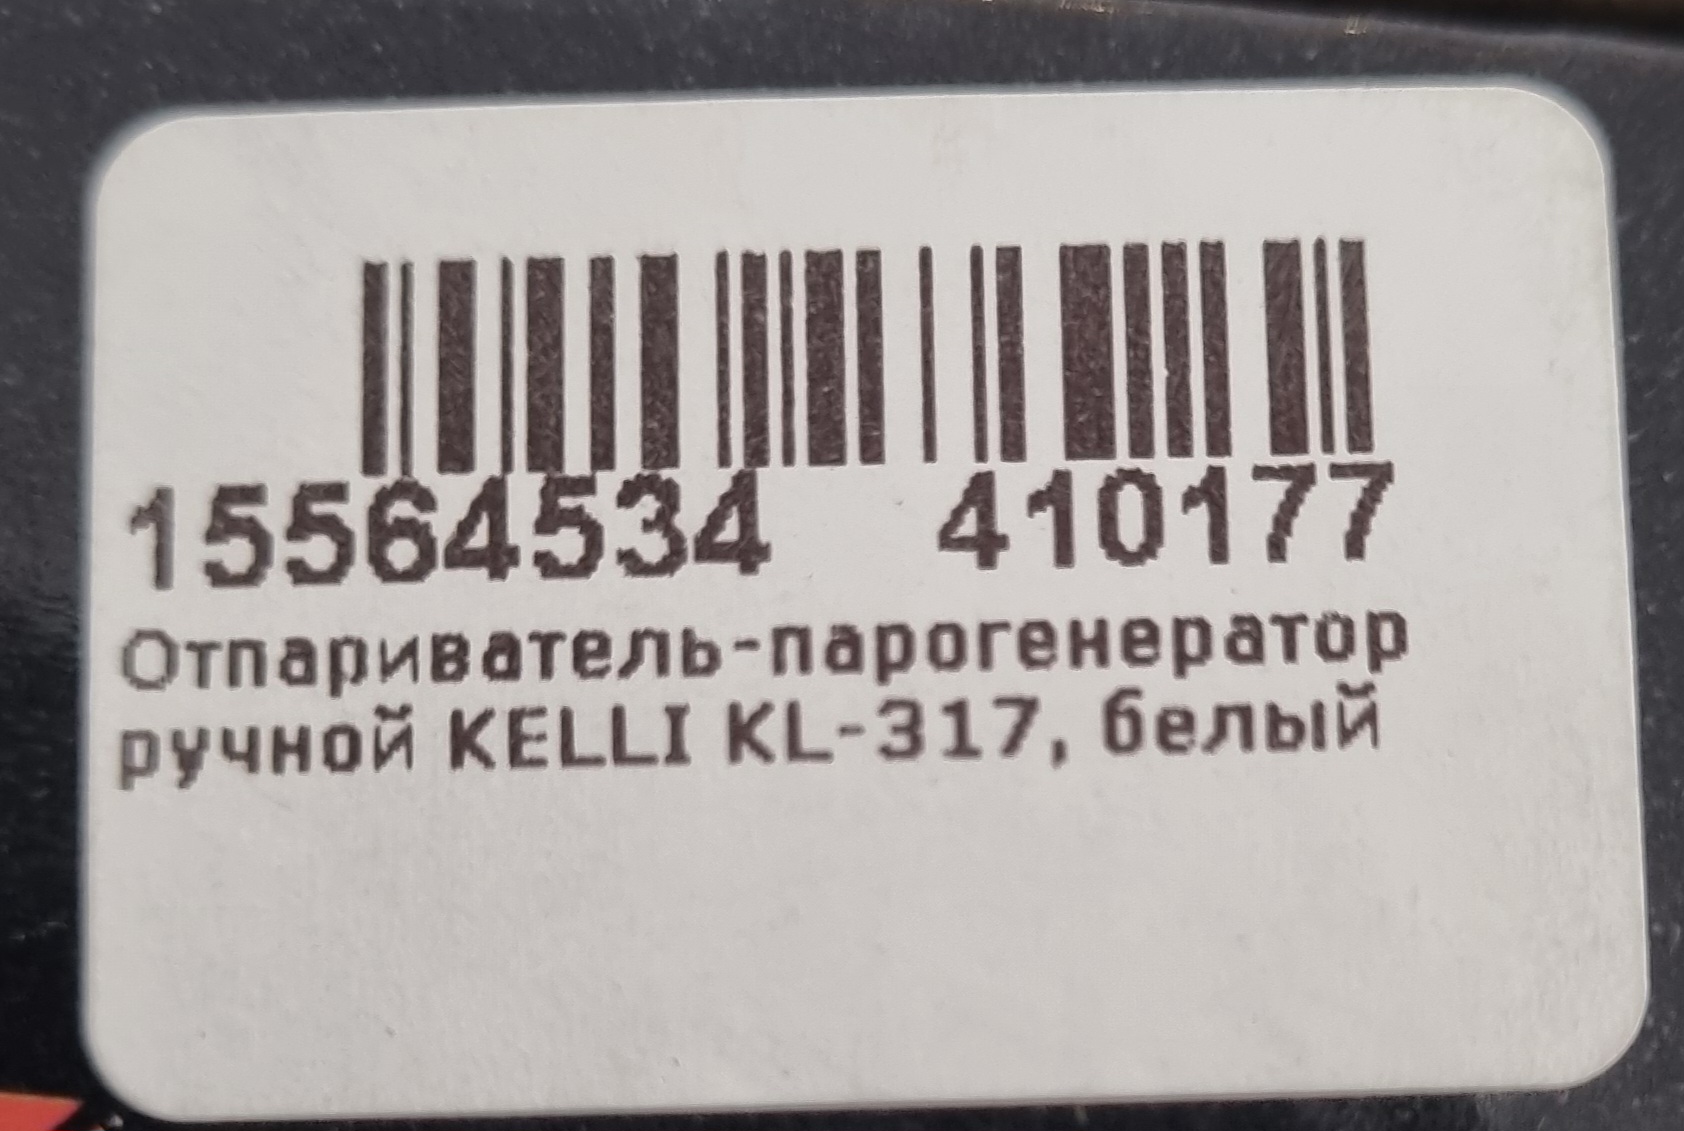 15564534 410177
Отпариватель-парогенератор
ручной KELLI KL-317, белый